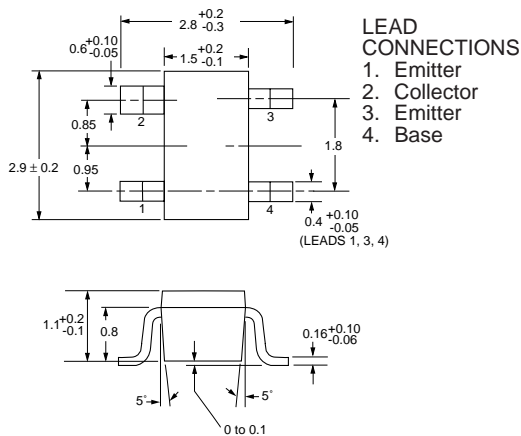 2.8 +0.2 -0.3
1.5 +0.2 -0.1
0.6 +0.10 -0.05
2
3
0.85
1.8
2.9 ± 0.2
0.95
1
4
0.4 +0.10 -0.05
(LEADS 1, 3, 4)
LEAD
CONNECTIONS
1. Emitter
2. Collector
3. Emitter
4. Base
1.1 +0.2 -0.1
0.8
0.16 +0.10 -0.06
5°
5°
0 to 0.1